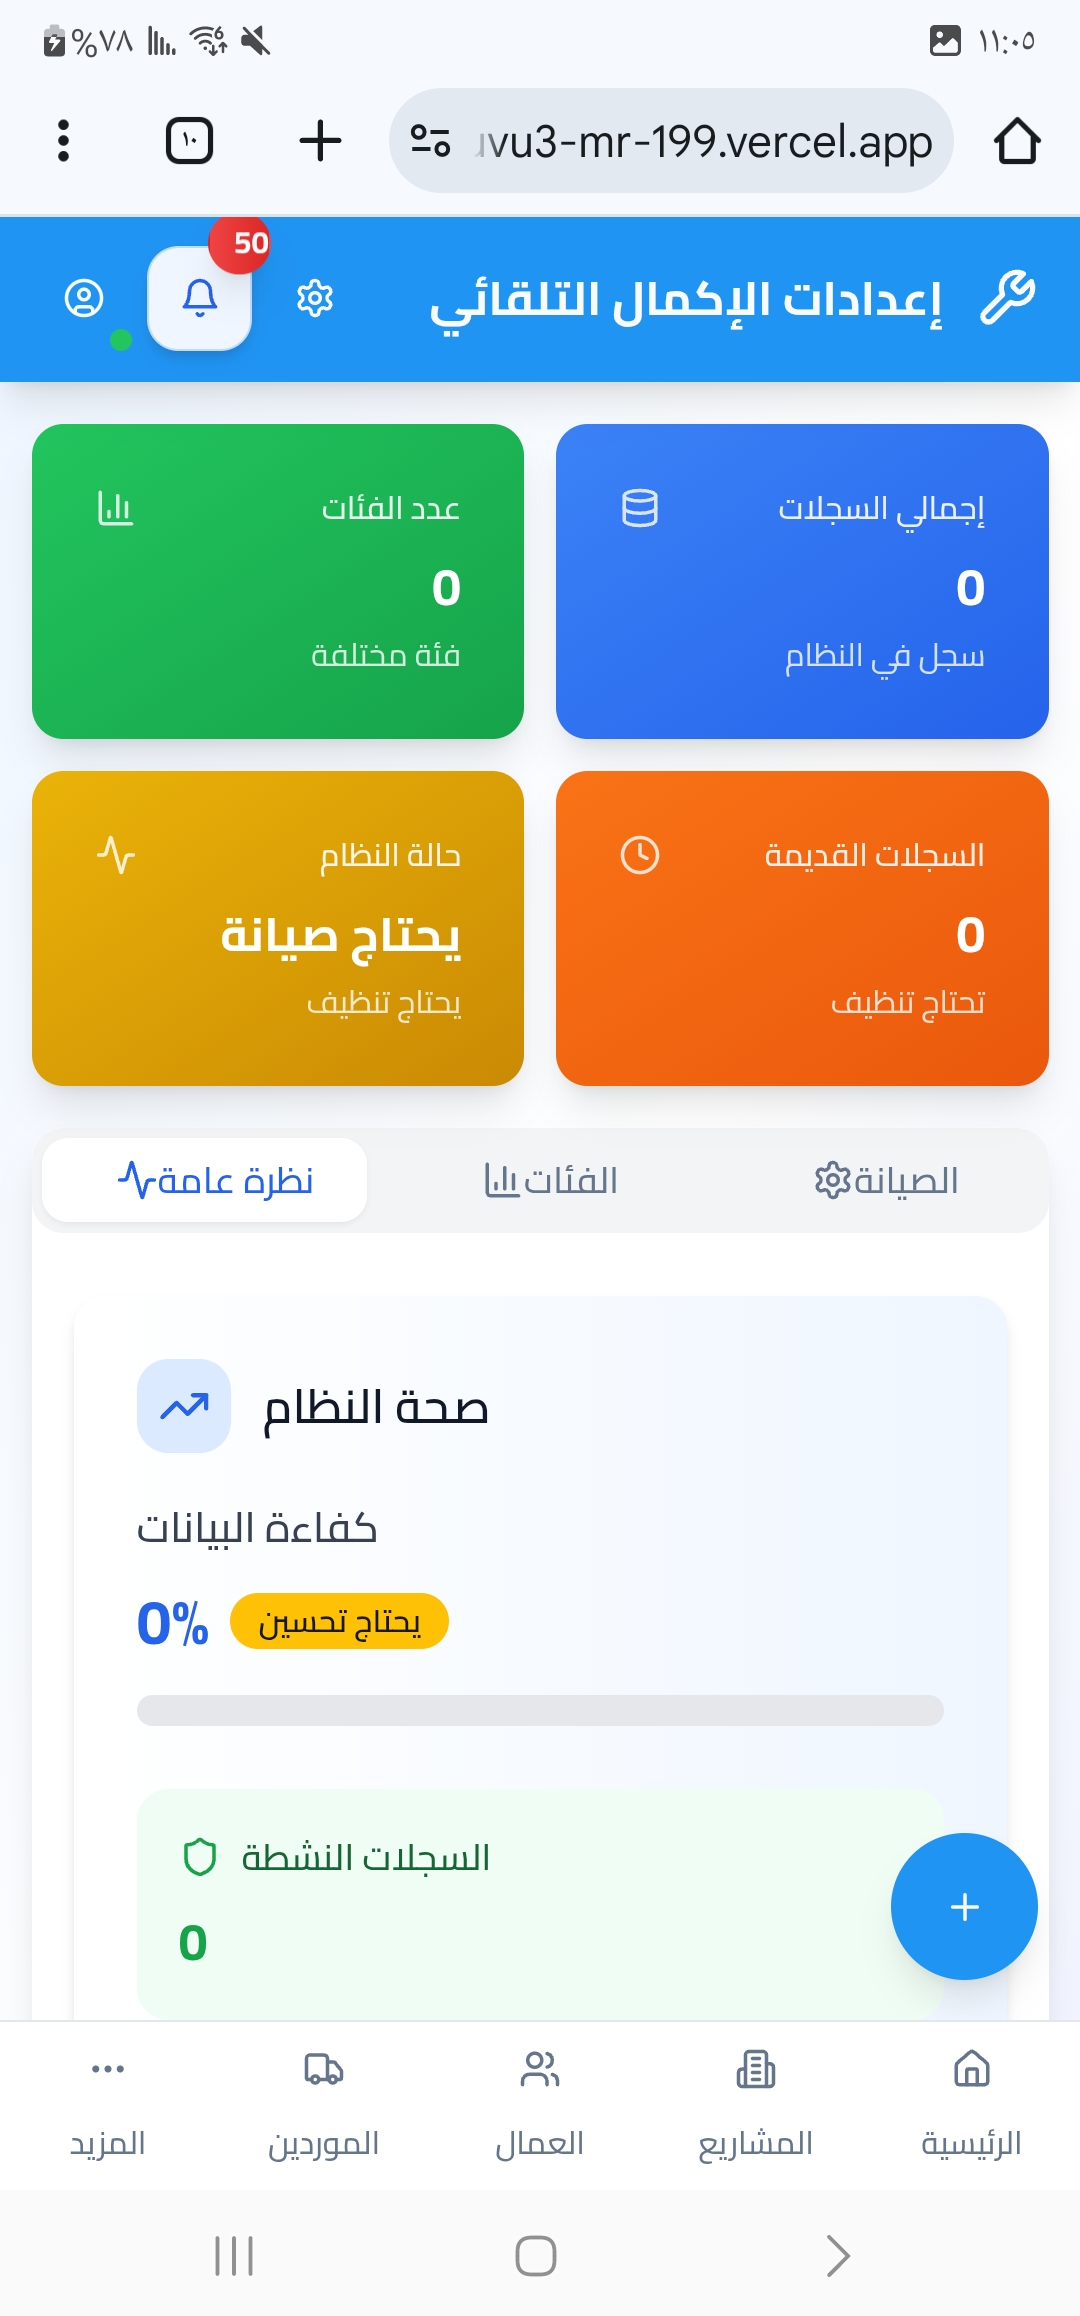 ١١:٠٥
%٧٨
6
vu3-mr-199.vercel.app
١٠
إعدادات الإكمال التلقائي
50
إجمالي السجلات
0
سجل في النظام
عدد الفئات
0
فئة مختلفة
السجلات القديمة
0
تحتاج تنظيف
حالة النظام
يحتاج صيانة
يحتاج تنظيف
الصيانة
الفئات
نظرة عامة
صحة النظام
كفاءة البيانات
0%
يحتاج تحسين
السجلات النشطة
0
الرئيسية
المشاريع
العمال
الموردين
المزيد